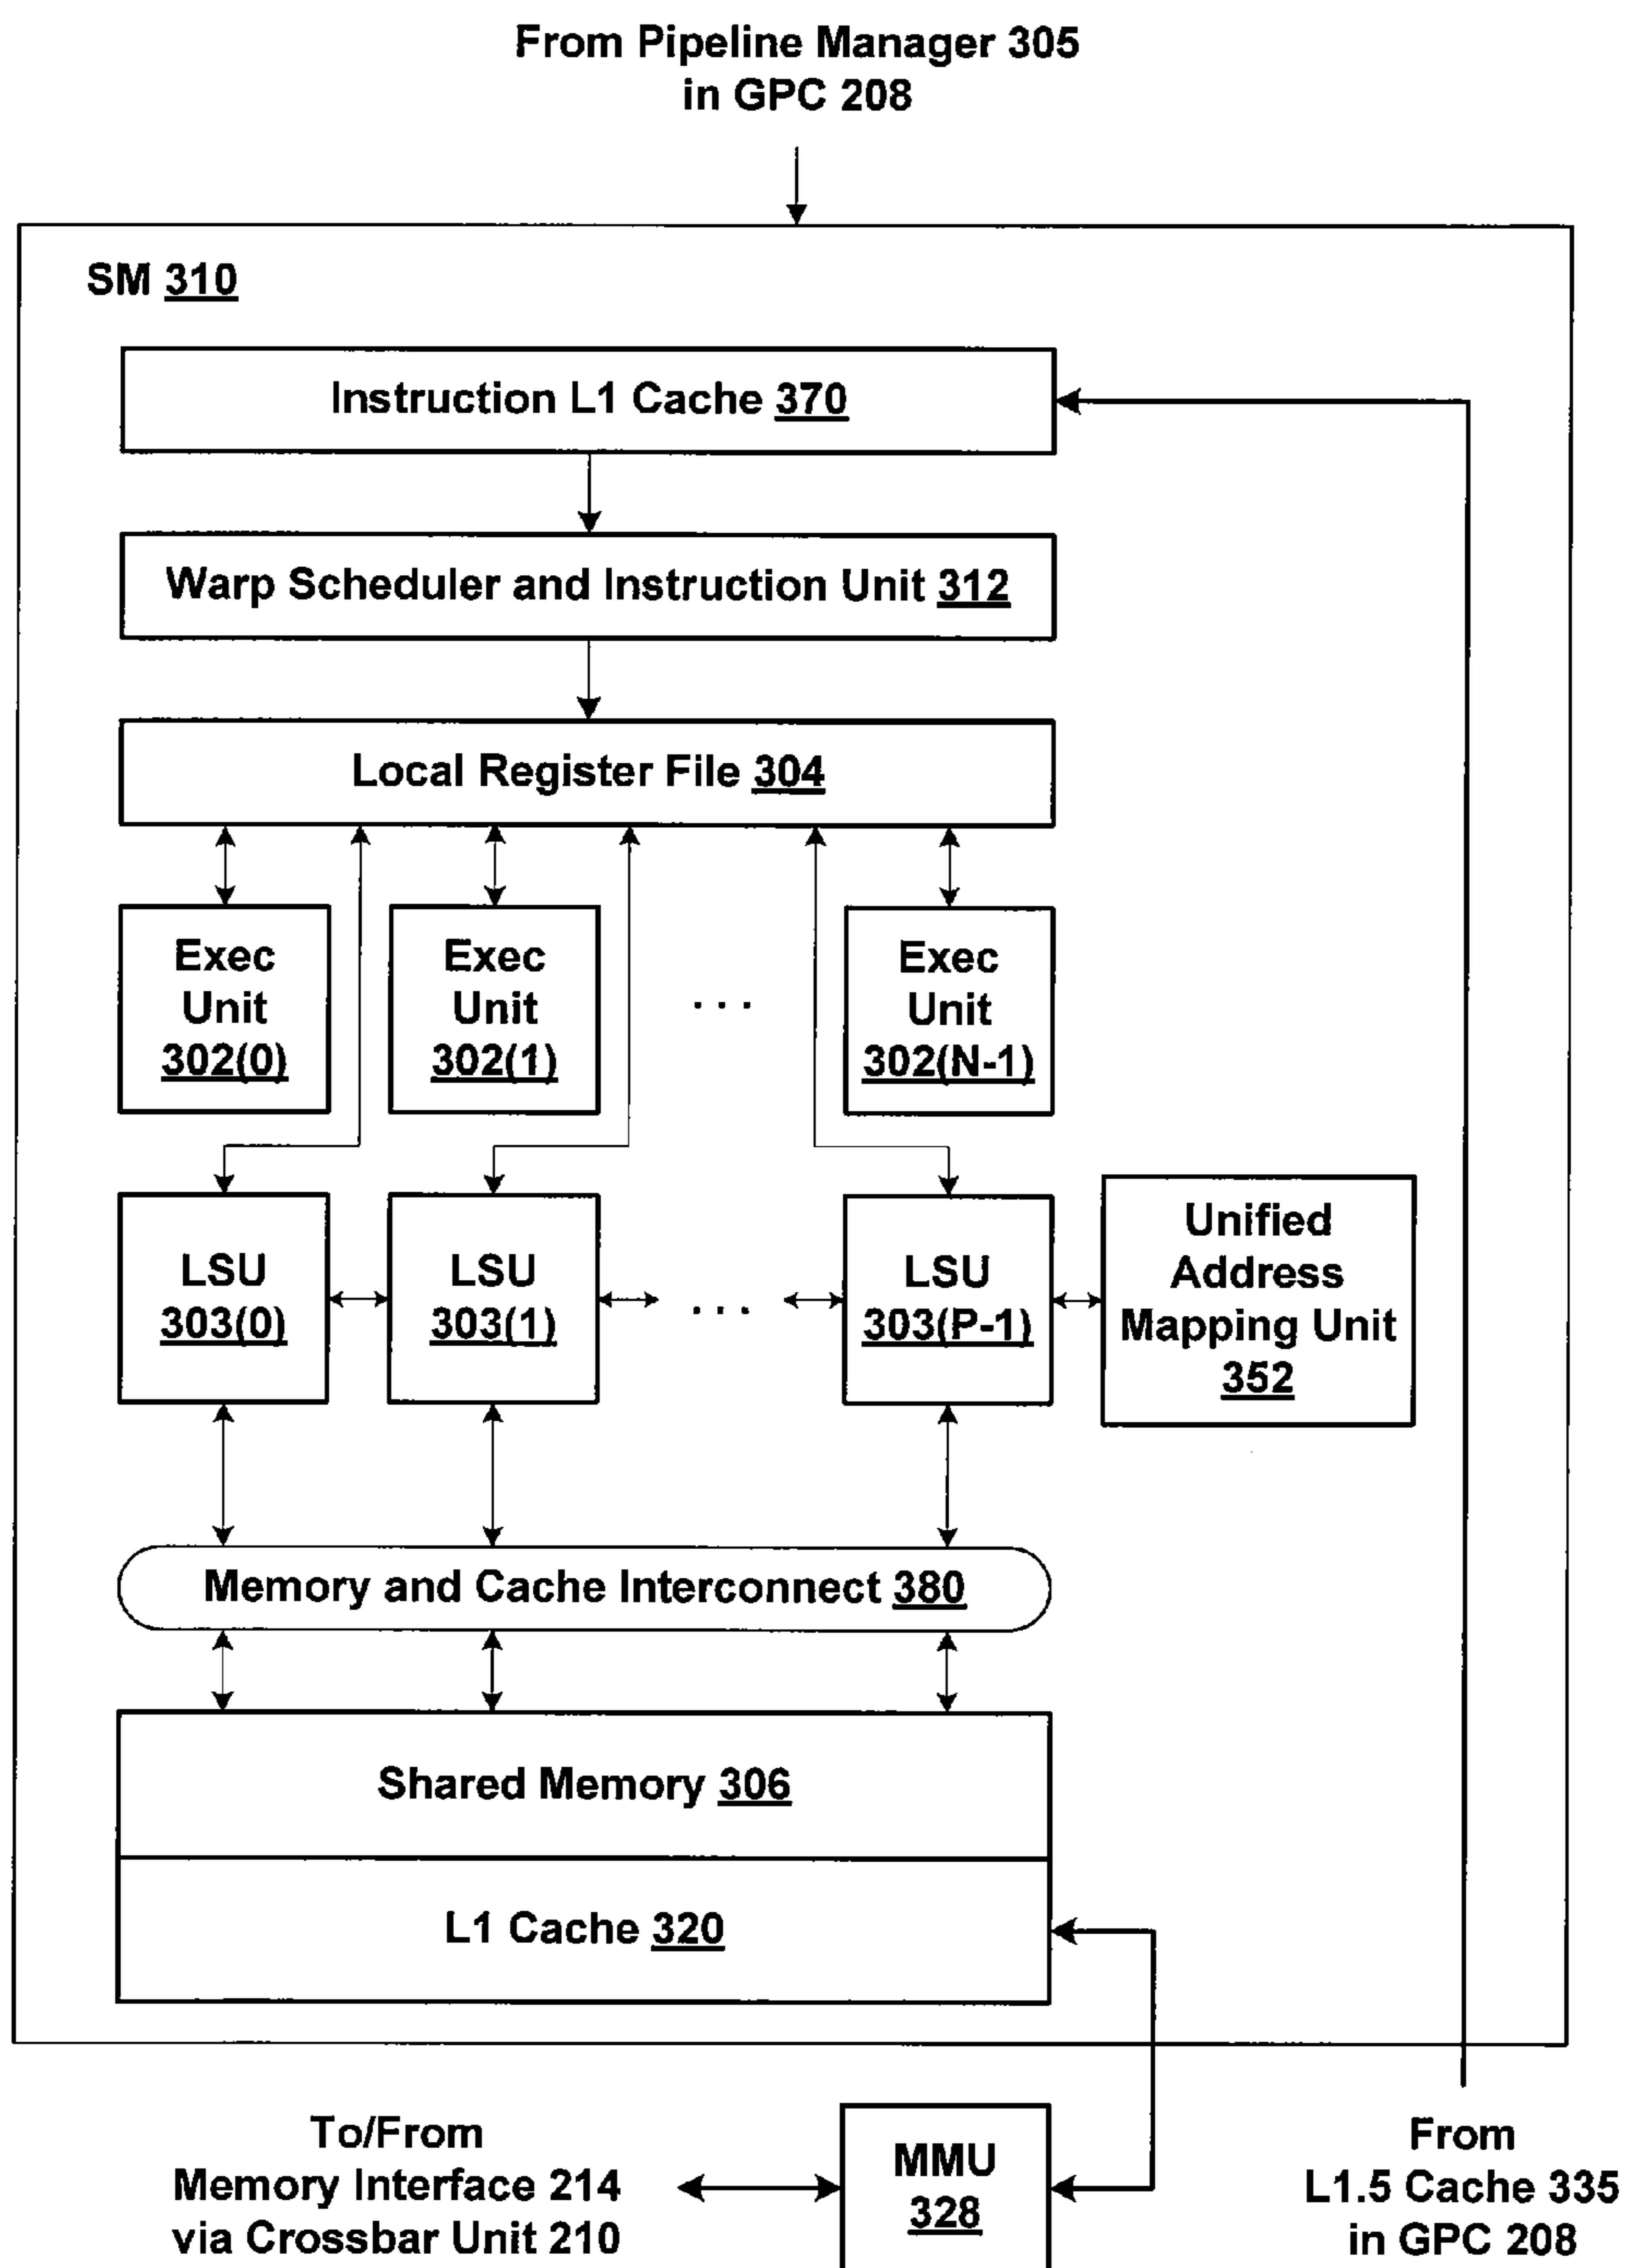 From Pipeline Manager 305
in GPC 208
SM 310
Instruction L1 Cache 370
Warp Scheduler and Instruction Unit 312
Local Register File 304
Exec
Unit
302(0)
Exec
Unit
302(1)
. . .
Exec
Unit
302(N-1)
LSU
303(0)
LSU
303(1)
. . .
LSU
303(P-1)
Unified
Address
Mapping Unit
352
Memory and Cache Interconnect 380
Shared Memory 306
L1 Cache 320
To/From
Memory Interface 214
via Crossbar Unit 210
MMU
328
From
L1.5 Cache 335
in GPC 208